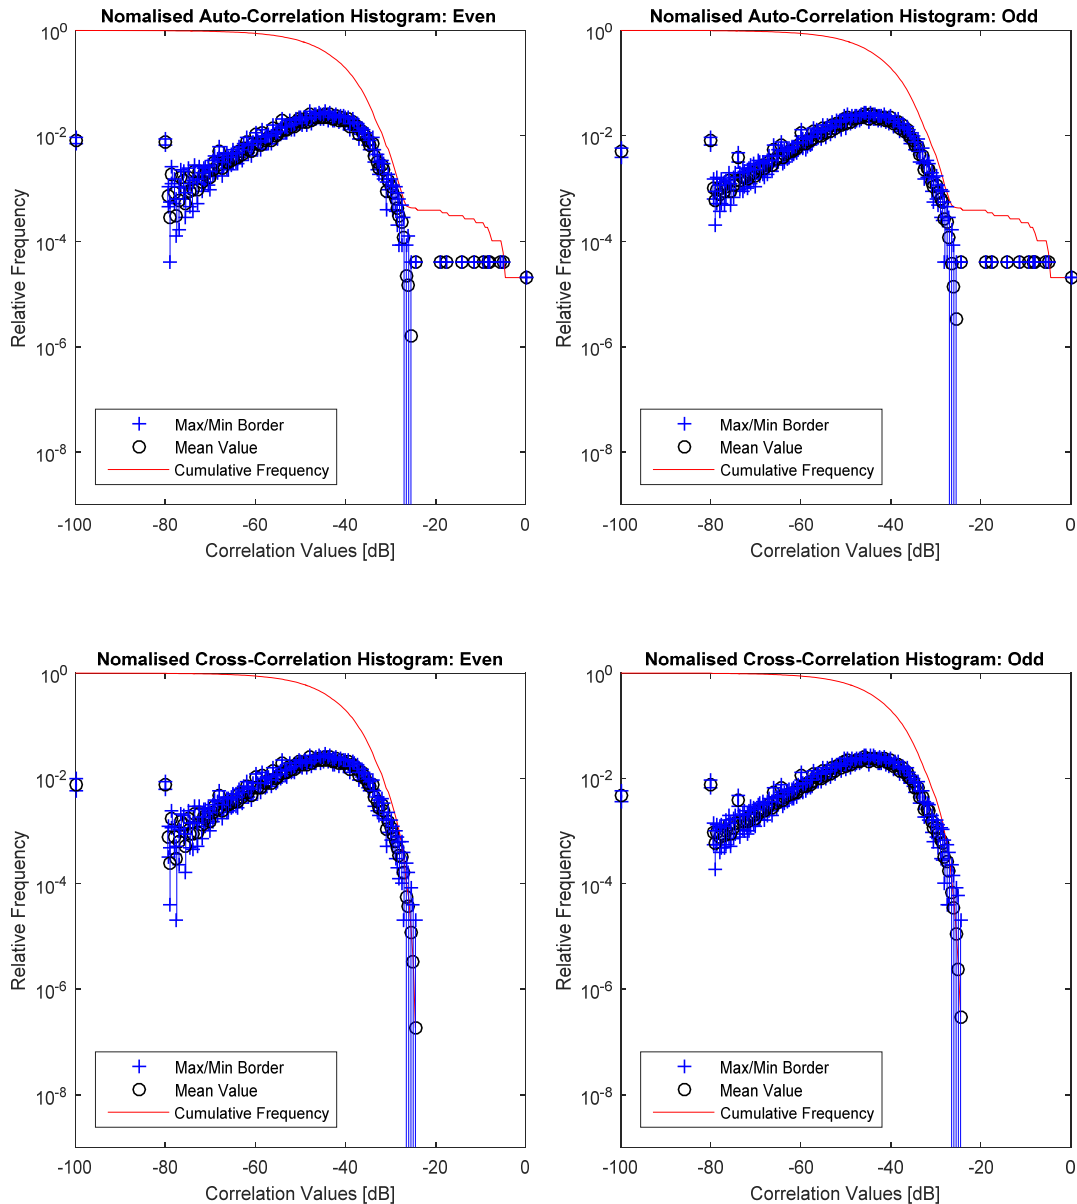 Nomalised Auto-Correlation Histogram: Even
10^0
10^-2
10^-4
10^-6
10^-8
Relative Frequency
Max/Min Border
Mean Value
Cumulative Frequency
-100 -80 -60 -40 -20 0
Correlation Values [dB]
Nomalised Auto-Correlation Histogram: Odd
10^0
10^-2
10^-4
10^-6
10^-8
Relative Frequency
Max/Min Border
Mean Value
Cumulative Frequency
-100 -80 -60 -40 -20 0
Correlation Values [dB]
Nomalised Cross-Correlation Histogram: Even
10^0
10^-2
10^-4
10^-6
10^-8
Relative Frequency
Max/Min Border
Mean Value
Cumulative Frequency
-100 -80 -60 -40 -20 0
Correlation Values [dB]
Nomalised Cross-Correlation Histogram: Odd
10^0
10^-2
10^-4
10^-6
10^-8
Relative Frequency
Max/Min Border
Mean Value
Cumulative Frequency
-100 -80 -60 -40 -20 0
Correlation Values [dB]